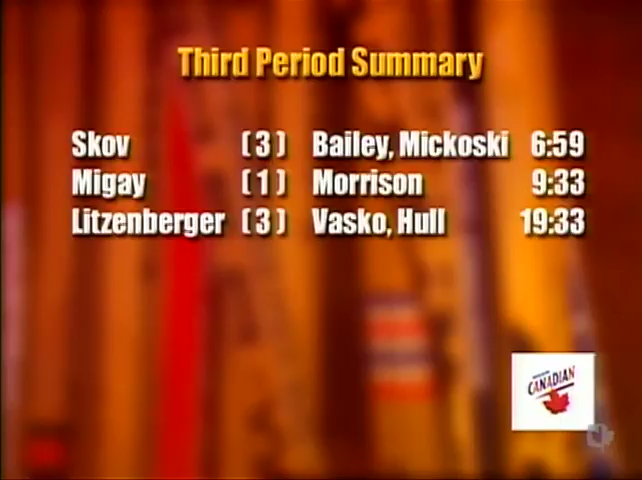 Third Period Summary
Skov (3) Bailey, Mickoski 6:59
Migay (1) Morrison 9:33
Litzenberger (3) Vasko, Hull 19:33
CANADIAN